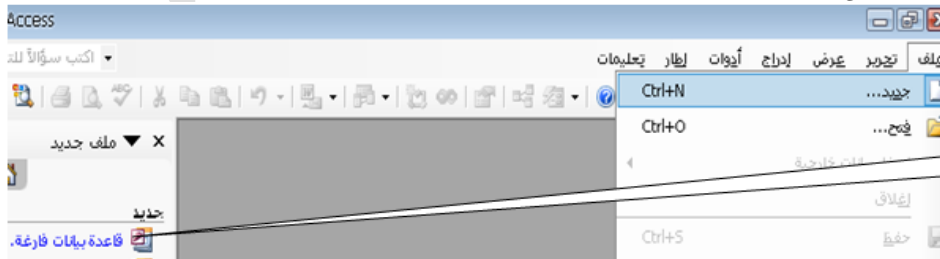 Access
ملف تحرير عرض إدراج أدوات إطار تعليمات
اكتب سؤالاً
جديد... Ctrl+N
فتح... Ctrl+O
خارجية
إغلاق
حفظ Ctrl+S
ملف جديد
جديد
قاعدة بيانات فارغة.